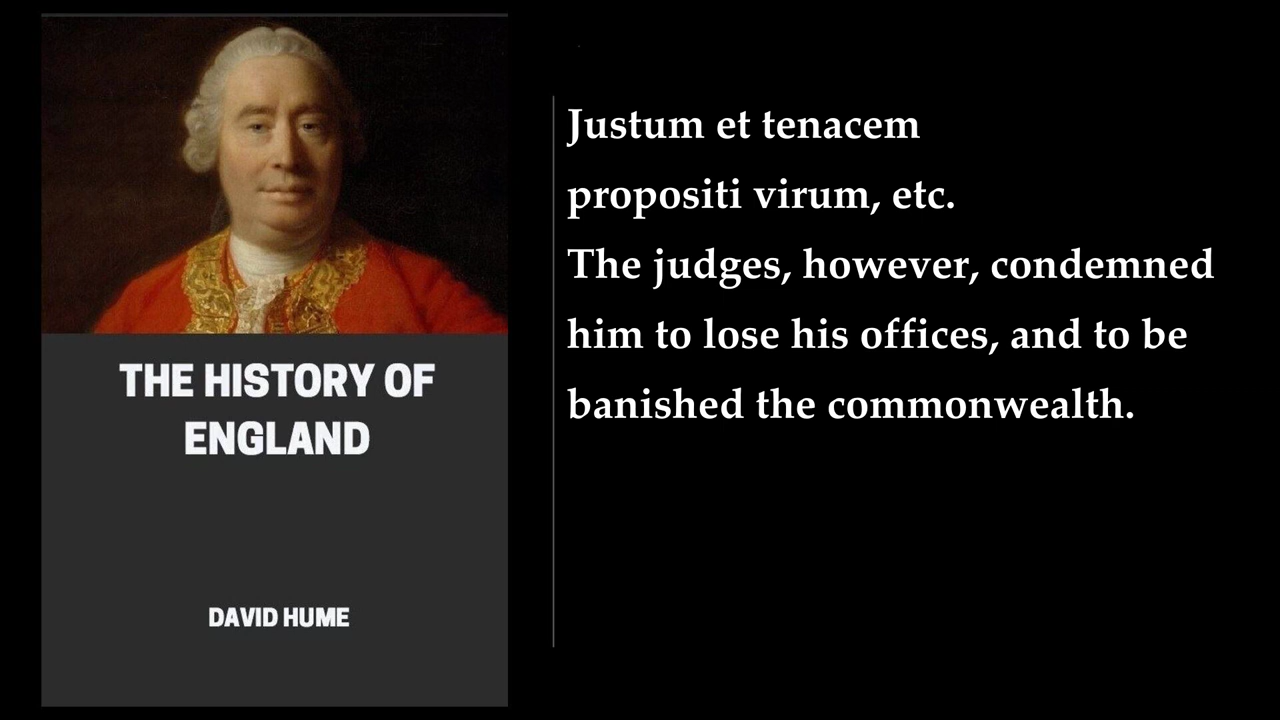 THE HISTORY OF
ENGLAND
DAVID HUME
Justum et tenacem
propositi virum, etc.
The judges, however, condemned
him to lose his offices, and to be
banished the commonwealth.